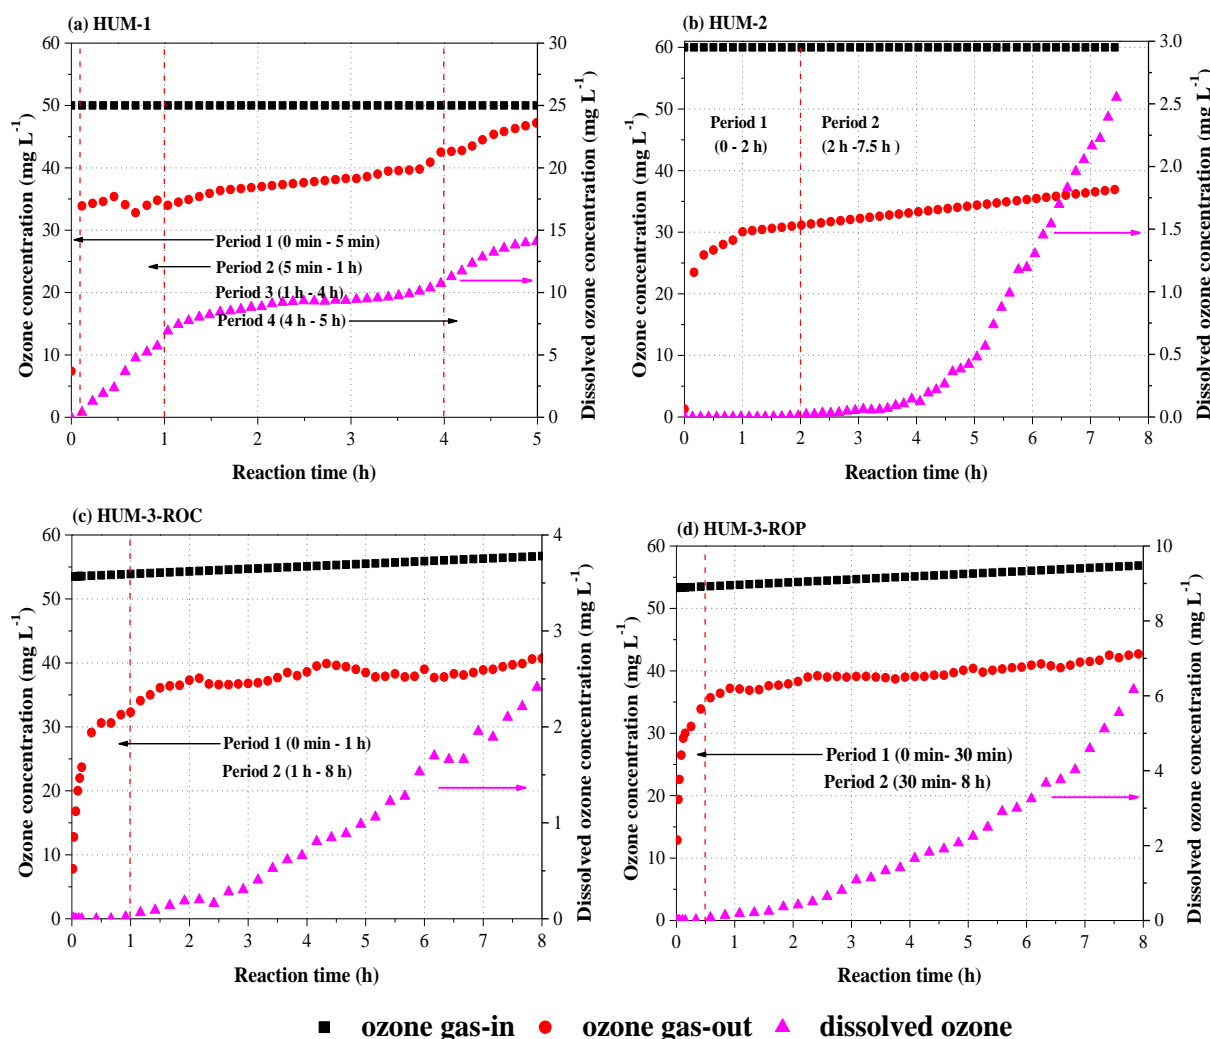 (a) HUM-1
60
50
40
30
20
10
0
30
25
20
15
10
5
0
0 1 2 3 4 5
Ozone concentration (mg L⁻¹)
Dissolved ozone concentration (mg L⁻¹)
Reaction time (h)
Period 1 (0 min - 5 min)
Period 2 (5 min - 1 h)
Period 3 (1 h - 4 h)
Period 4 (4 h - 5 h)
(b) HUM-2
60
50
40
30
20
10
0
3.0
2.5
2.0
1.5
1.0
0.5
0.0
0 1 2 3 4 5 6 7 8
Ozone concentration (mg L⁻¹)
Dissolved ozone concentration (mg L⁻¹)
Reaction time (h)
Period 1
(0 - 2 h)
Period 2
(2 h -7.5 h )
(c) HUM-3-ROC
60
50
40
30
20
10
0
4
3
2
1
0
0 1 2 3 4 5 6 7 8
Ozone concentration (mg L⁻¹)
Dissolved ozone concentration (mg L⁻¹)
Reaction time (h)
Period 1 (0 min - 1 h)
Period 2 (1 h - 8 h)
(d) HUM-3-ROP
60
50
40
30
20
10
0
10
8
6
4
2
0
0 1 2 3 4 5 6 7 8
Ozone concentration (mg L⁻¹)
Dissolved ozone concentration (mg L⁻¹)
Reaction time (h)
Period 1 (0 min- 30 min)
Period 2 (30 min- 8 h)
ozone gas-in ozone gas-out dissolved ozone